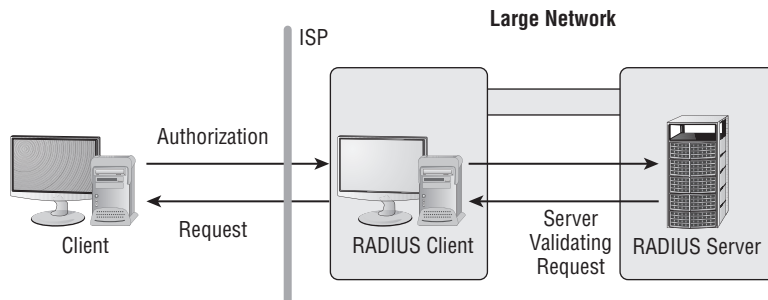 Large Network
ISP
Authorization
Request
Client
RADIUS Client
Server
Validating
Request
RADIUS Server